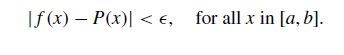 |f(x) − P(x)| < ϵ, for all x in [a, b].